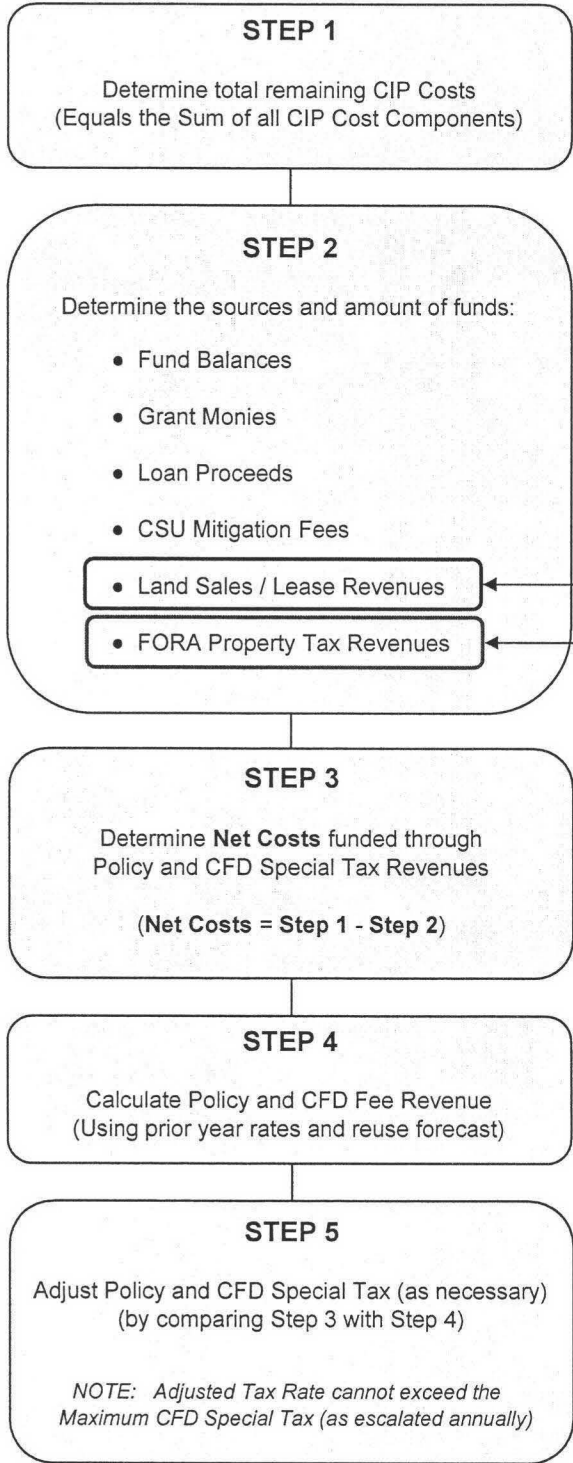 STEP 1
Determine total remaining CIP Costs
(Equals the Sum of all CIP Cost Components)
STEP 2
Determine the sources and amount of funds:
• Fund Balances
• Grant Monies
• Loan Proceeds
• CSU Mitigation Fees
• Land Sales / Lease Revenues
• FORA Property Tax Revenues
STEP 3
Determine Net Costs funded through
Policy and CFD Special Tax Revenues
(Net Costs = Step 1 - Step 2)
STEP 4
Calculate Policy and CFD Fee Revenue
(Using prior year rates and reuse forecast)
STEP 5
Adjust Policy and CFD Special Tax (as necessary)
(by comparing Step 3 with Step 4)
NOTE: Adjusted Tax Rate cannot exceed the
Maximum CFD Special Tax (as escalated annually)